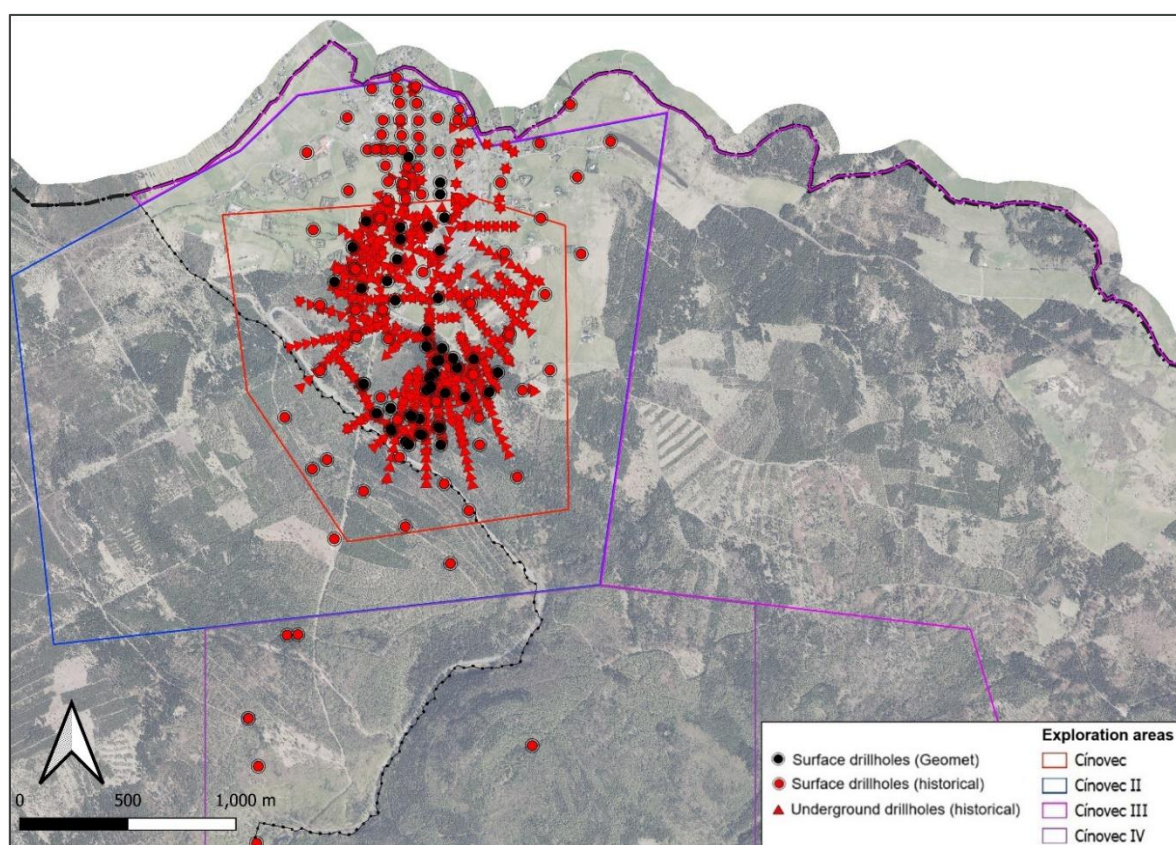 0 500 1,000 m
Surface drillholes (Geomet)
Surface drillholes (historical)
Underground drillholes (historical)
Exploration areas
Cínovec
Cínovec II
Cínovec III
Cínovec IV